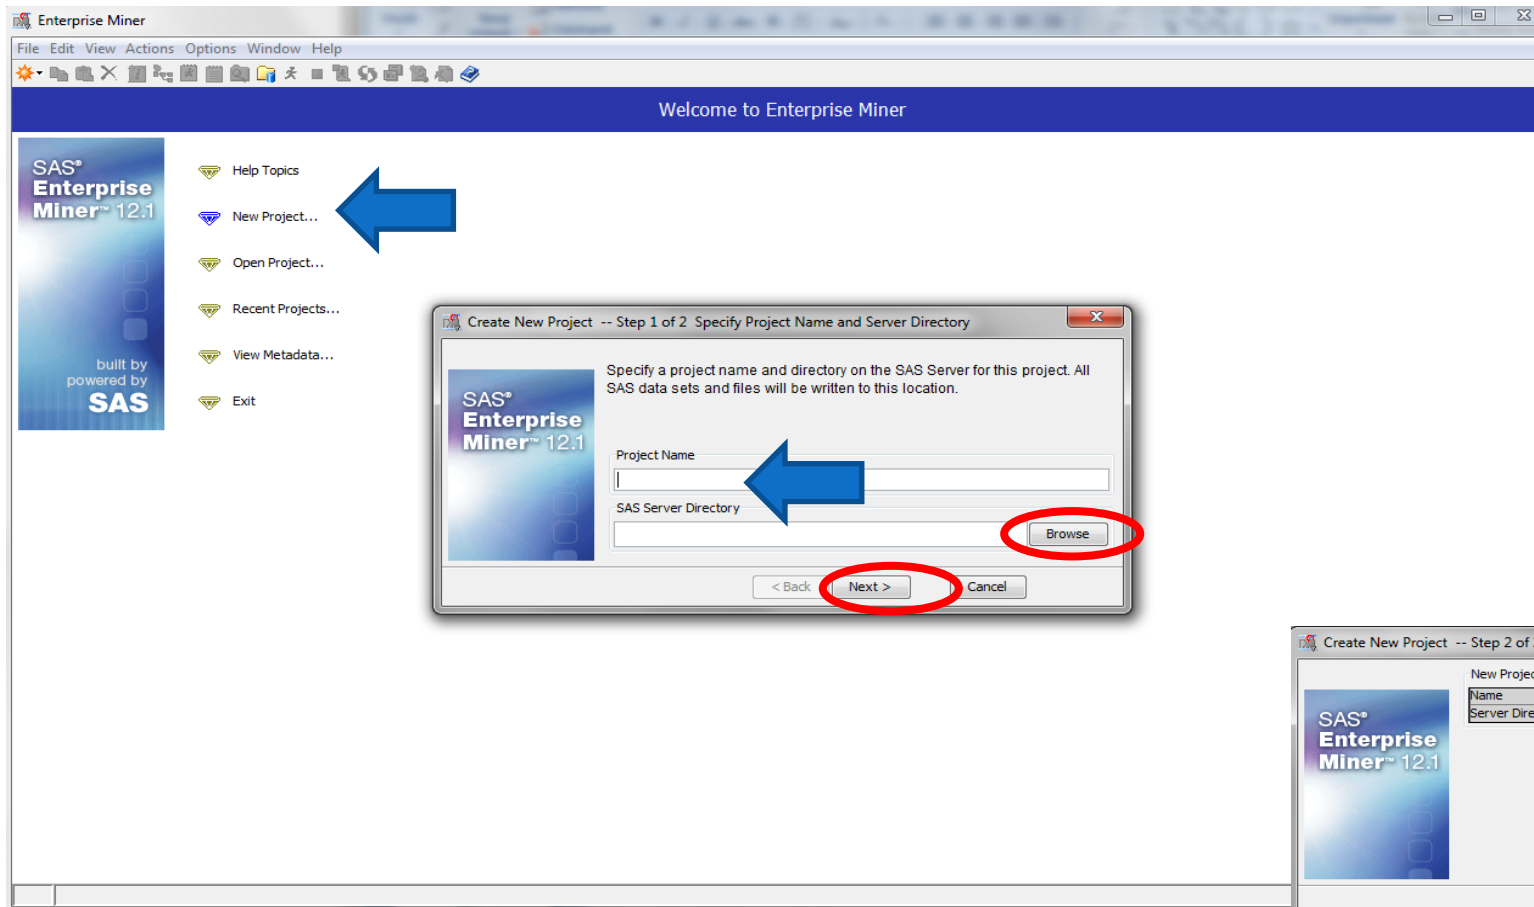 Enterprise Miner
File Edit View Actions Options Window Help
Welcome to Enterprise Miner
SAS®
Enterprise
Miner™ 12.1
built by
powered by
SAS
Help Topics
New Project...
Open Project...
Recent Projects...
View Metadata...
Exit
Create New Project -- Step 1 of 2 Specify Project Name and Server Directory
SAS®
Enterprise
Miner™ 12.1
Specify a project name and directory on the SAS Server for this project. All
SAS data sets and files will be written to this location.
Project Name
SAS Server Directory
Browse
< Back Next > Cancel
Create New Project -- Step 2 of
New Projec
Name
Server Dire
SAS®
Enterprise
Miner™ 12.1